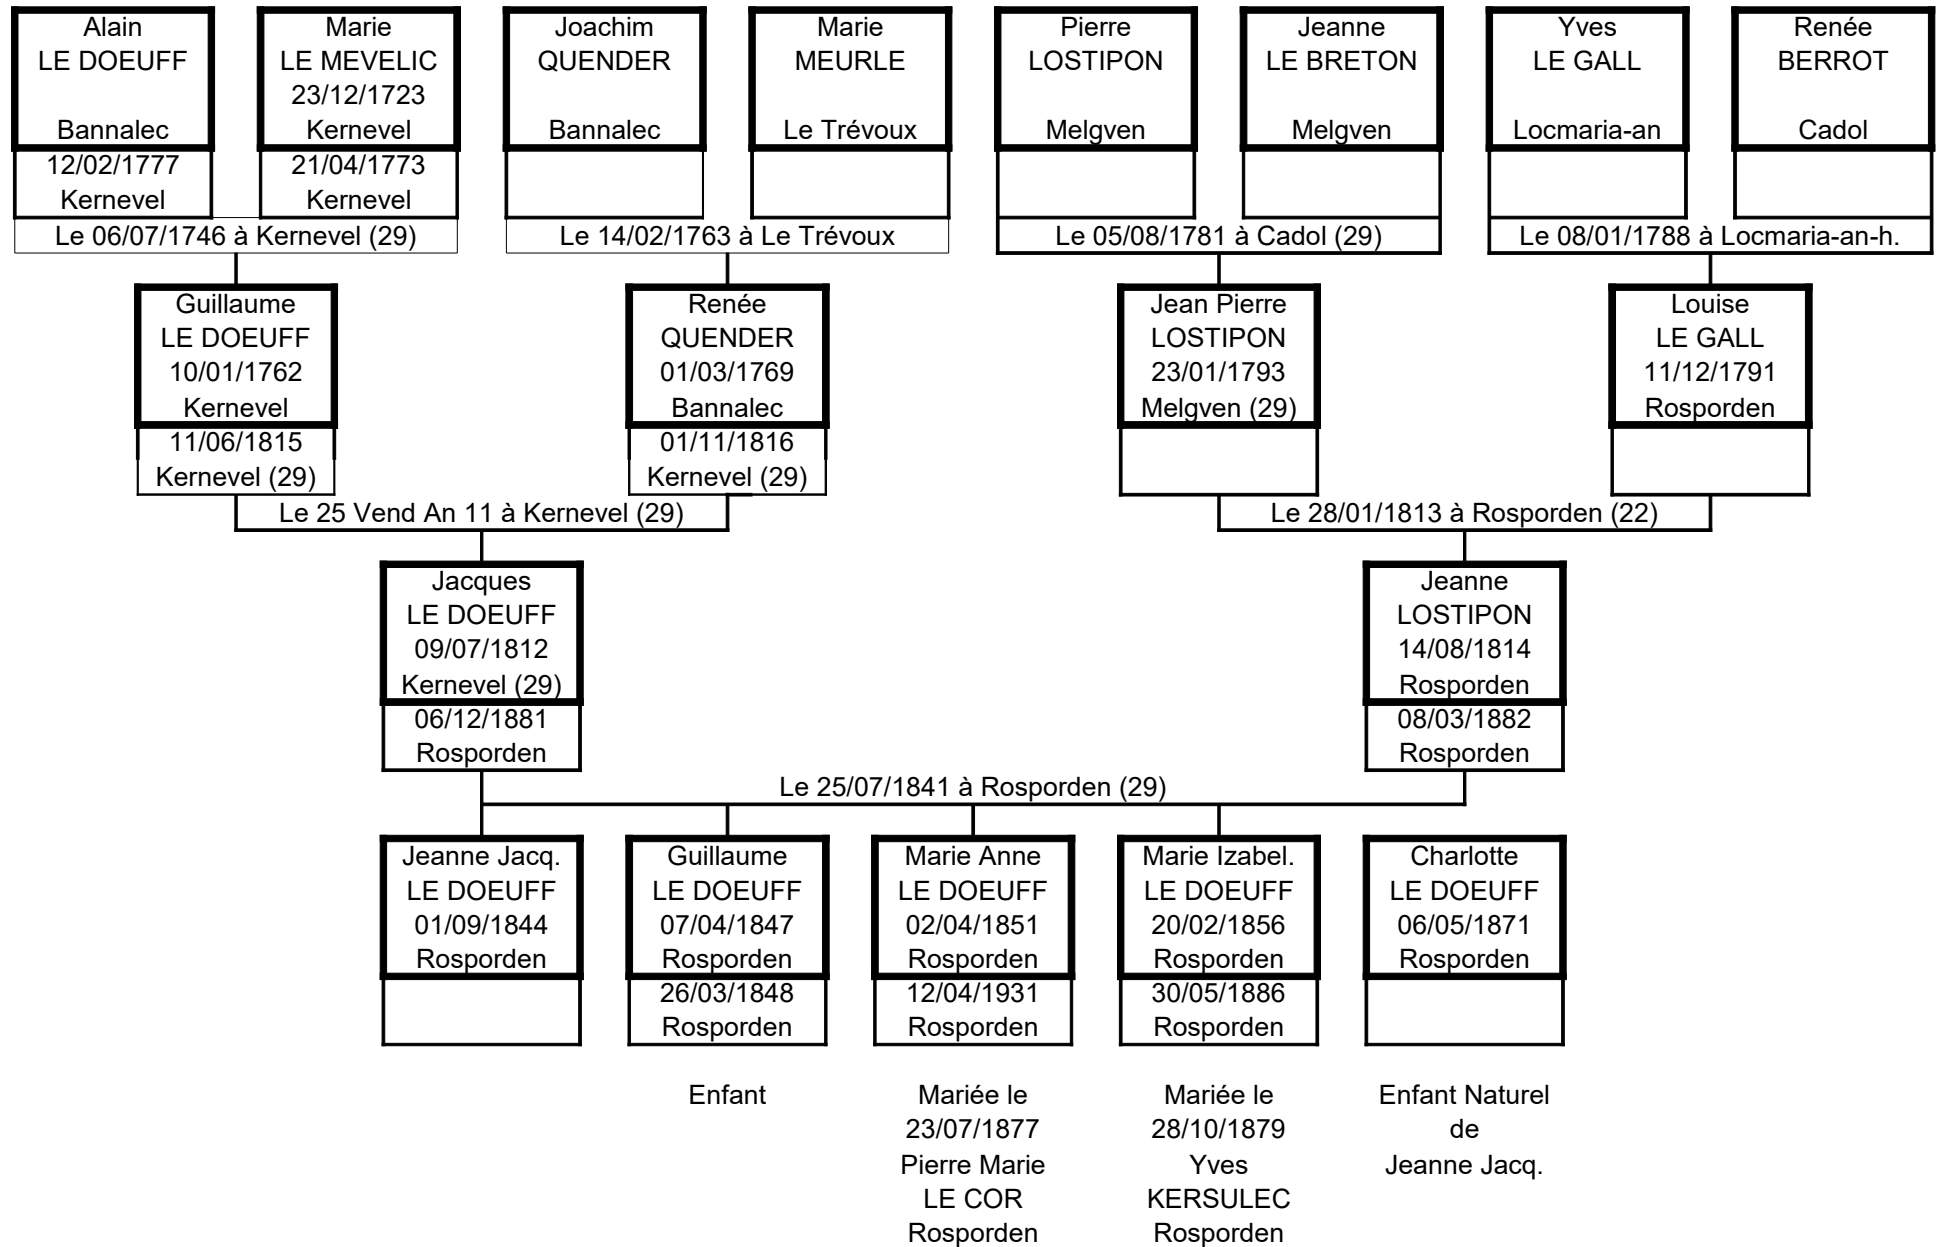 Alain
LE DOEUFF
Bannalec
12/02/1777
Kernevel
Marie
LE MEVELIC
23/12/1723
Kernevel
21/04/1773
Kernevel
Le 06/07/1746 à Kernevel (29)
Joachim
QUENDER
Bannalec
Marie
MEURLE
Le Trévoux
Le 14/02/1763 à Le Trévoux
Pierre
LOSTIPON
Melgven
Jeanne
LE BRETON
Melgven
Le 05/08/1781 à Cadol (29)
Yves
LE GALL
Locmaria-an
Renée
BERROT
Cadol
Le 08/01/1788 à Locmaria-an-h.
Guillaume
LE DOEUFF
10/01/1762
Kernevel
11/06/1815
Kernevel (29)
Renée
QUENDER
01/03/1769
Bannalec
01/11/1816
Kernevel (29)
Le 25 Vend An 11 à Kernevel (29)
Jean Pierre
LOSTIPON
23/01/1793
Melgven (29)
Louise
LE GALL
11/12/1791
Rosporden
Le 28/01/1813 à Rosporden (22)
Jacques
LE DOEUFF
09/07/1812
Kernevel (29)
06/12/1881
Rosporden
Jeanne
LOSTIPON
14/08/1814
Rosporden
08/03/1882
Rosporden
Le 25/07/1841 à Rosporden (29)
Jeanne Jacq.
LE DOEUFF
01/09/1844
Rosporden
Guillaume
LE DOEUFF
07/04/1847
Rosporden
26/03/1848
Rosporden
Enfant
Marie Anne
LE DOEUFF
02/04/1851
Rosporden
12/04/1931
Rosporden
Mariée le
23/07/1877
Pierre Marie
LE COR
Rosporden
Marie Izabel.
LE DOEUFF
20/02/1856
Rosporden
30/05/1886
Rosporden
Mariée le
28/10/1879
Yves
KERSULEC
Rosporden
Charlotte
LE DOEUFF
06/05/1871
Rosporden
Enfant Naturel
de
Jeanne Jacq.